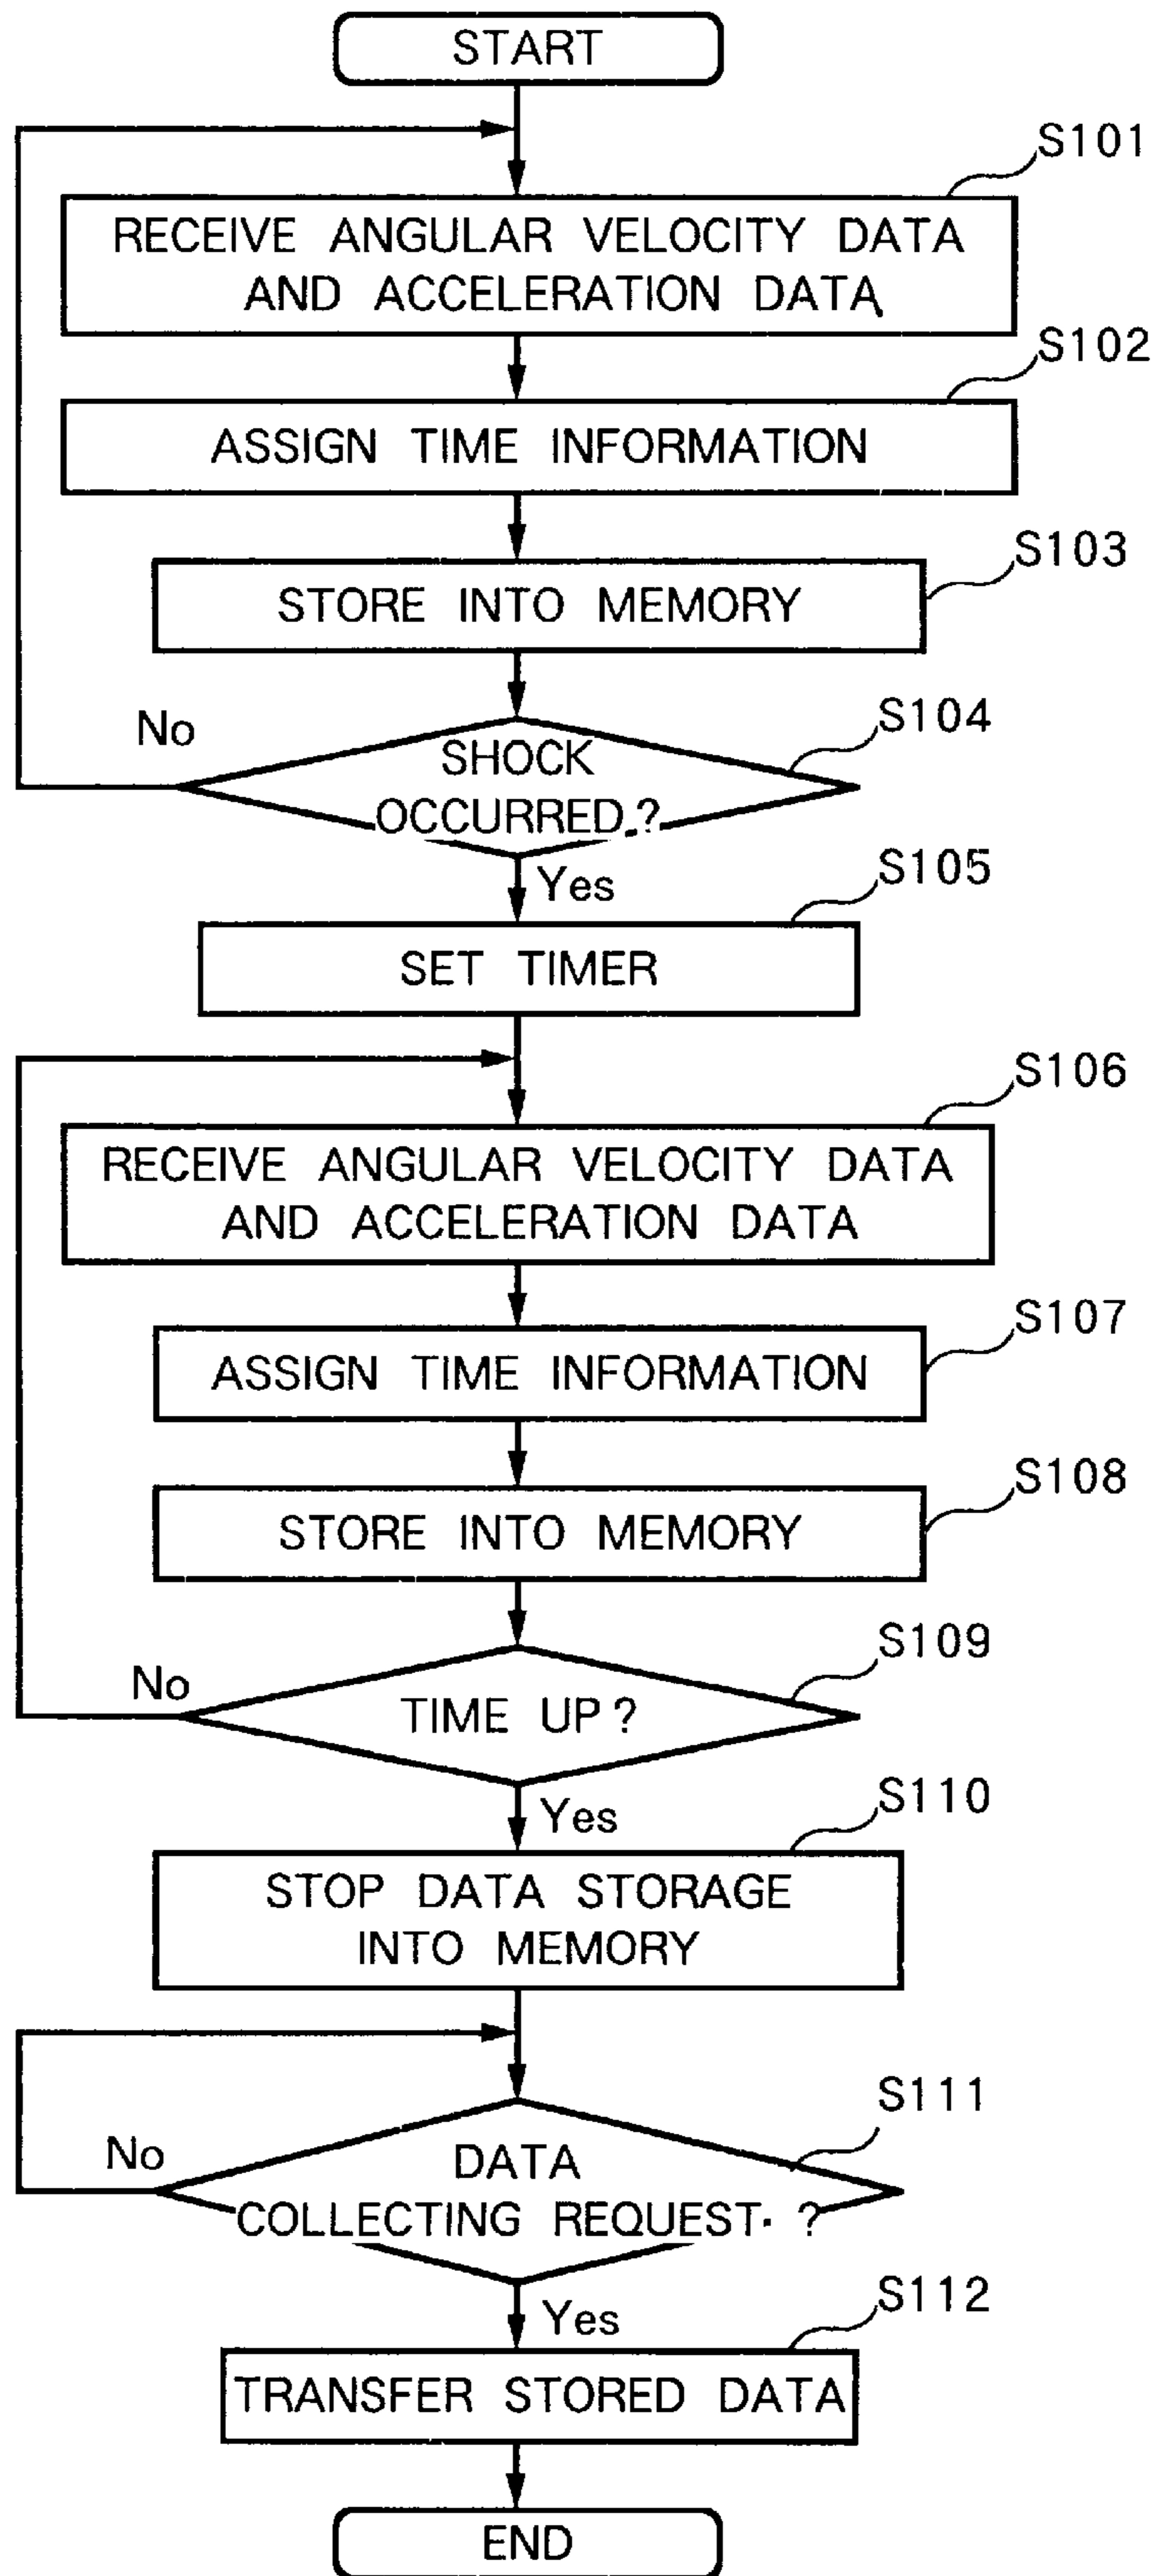 START
S101
RECEIVE ANGULAR VELOCITY DATA
AND ACCELERATION DATA
S102
ASSIGN TIME INFORMATION
S103
STORE INTO MEMORY
S104
No
SHOCK
OCCURRED ?
Yes
S105
SET TIMER
S106
RECEIVE ANGULAR VELOCITY DATA
AND ACCELERATION DATA
S107
ASSIGN TIME INFORMATION
S108
STORE INTO MEMORY
S109
No
TIME UP ?
Yes
S110
STOP DATA STORAGE
INTO MEMORY
S111
No
DATA
COLLECTING REQUEST ?
Yes
S112
TRANSFER STORED DATA
END